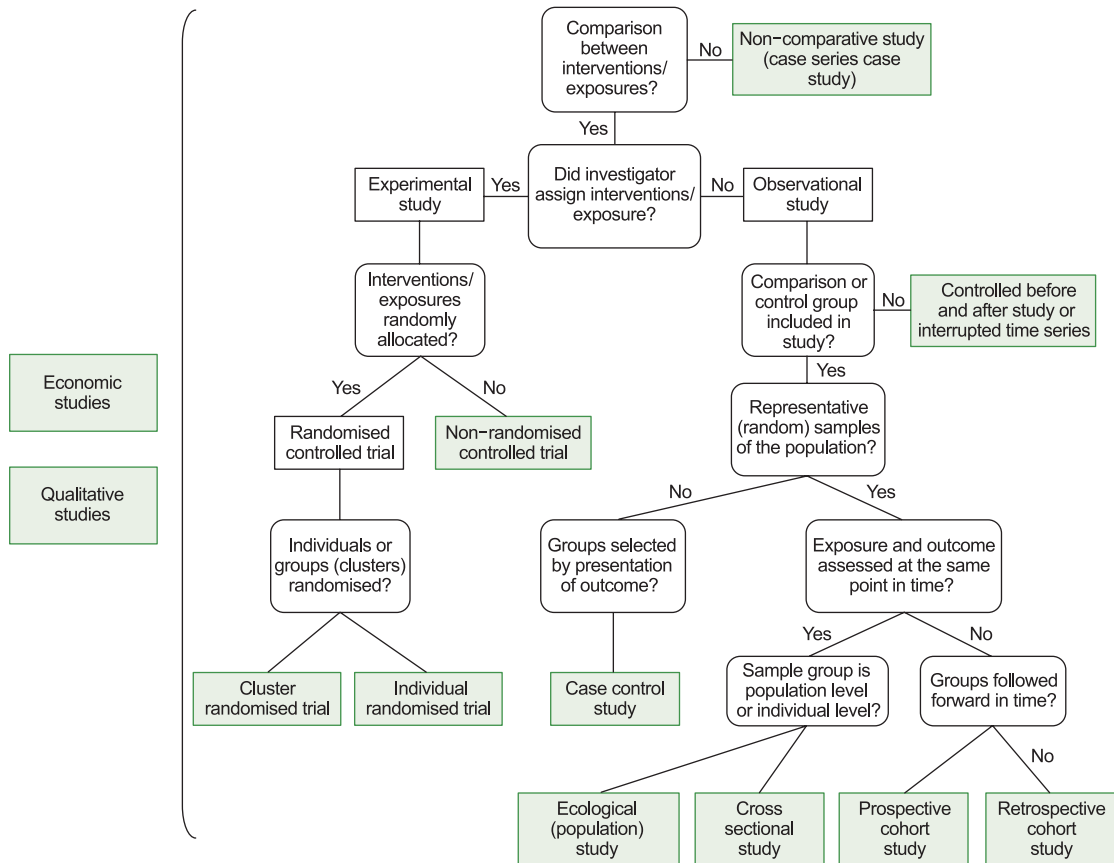 Comparison
between
interventions/
exposures?
No
Non−comparative study
(case series case
study)
Yes
Experimental
study
Yes
Did investigator
assign interventions/
exposure?
No
Observational
study
Interventions/
exposures
randomly
allocated?
Comparison or
control group
included in
study?
No
Controlled before
and after study or
interrupted time series
Economic
studies
Yes
No
Yes
Randomised
controlled trial
Non−randomised
controlled trial
Representative
(random) samples
of the population?
Qualitative
studies
No
Yes
Individuals or
groups (clusters)
randomised?
Groups selected
by presentation
of outcome?
Exposure and outcome
assessed at the same
point in time?
Yes
No
Cluster
randomised trial
Individual
randomised trial
Case control
study
Sample group is
population level
or individual level?
Groups followed
forward in time?
No
Ecological
(population)
study
Cross
sectional
study
Prospective
cohort
study
Retrospective
cohort
study